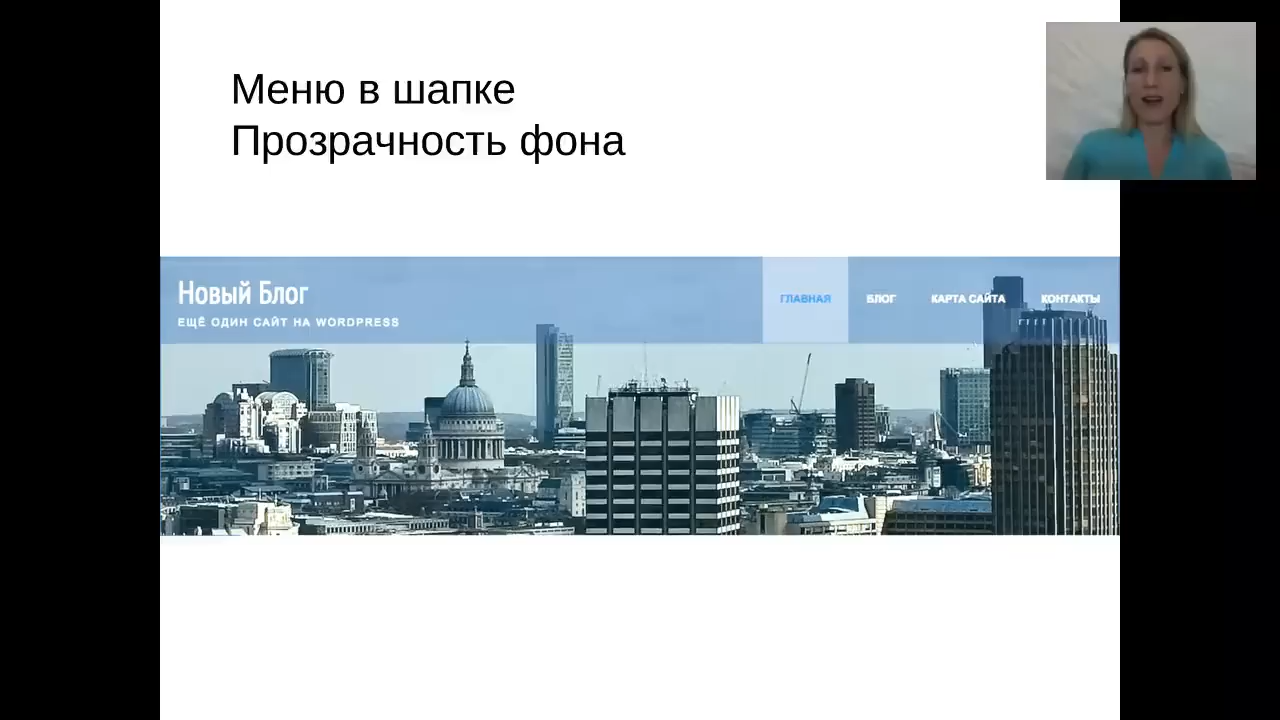 Меню в шапке
Прозрачность фона
Новый Блог
ЕЩЁ ОДИН САЙТ НА WORDPRESS
ГЛАВНАЯ БЛОГ КАРТА САЙТА КОНТАКТЫ